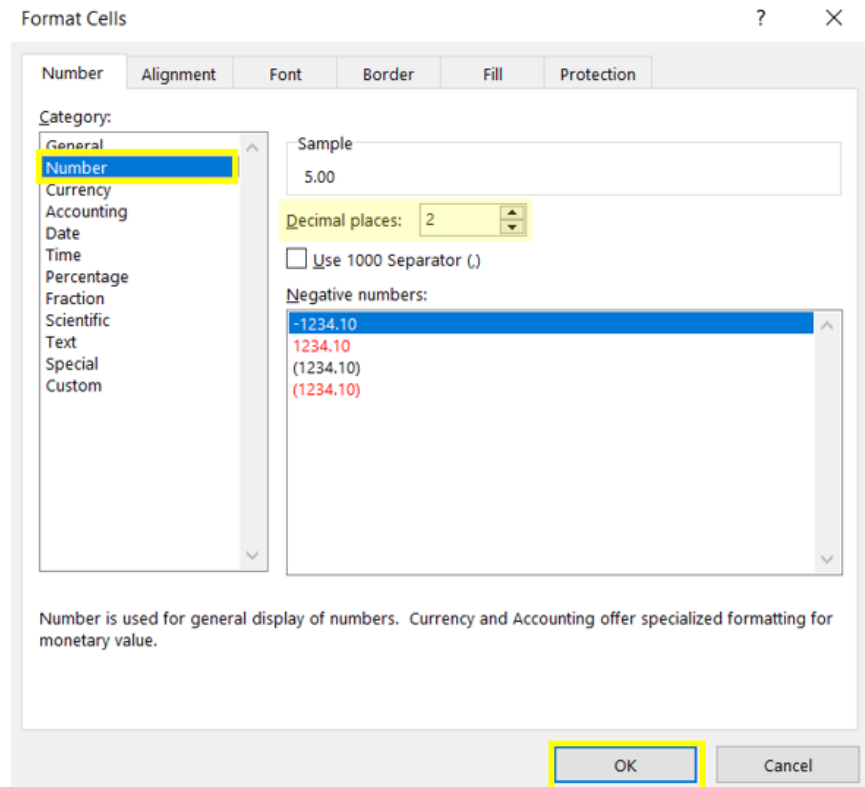 Format Cells
? ×
Number Alignment Font Border Fill Protection
Category:
General
Number
Currency
Accounting
Date
Time
Percentage
Fraction
Scientific
Text
Special
Custom
Sample
5.00
Decimal places: 2
Use 1000 Separator (,)
Negative numbers:
-1234.10
1234.10
(1234.10)
(1234.10)
Number is used for general display of numbers. Currency and Accounting offer specialized formatting for
monetary value.
OK Cancel